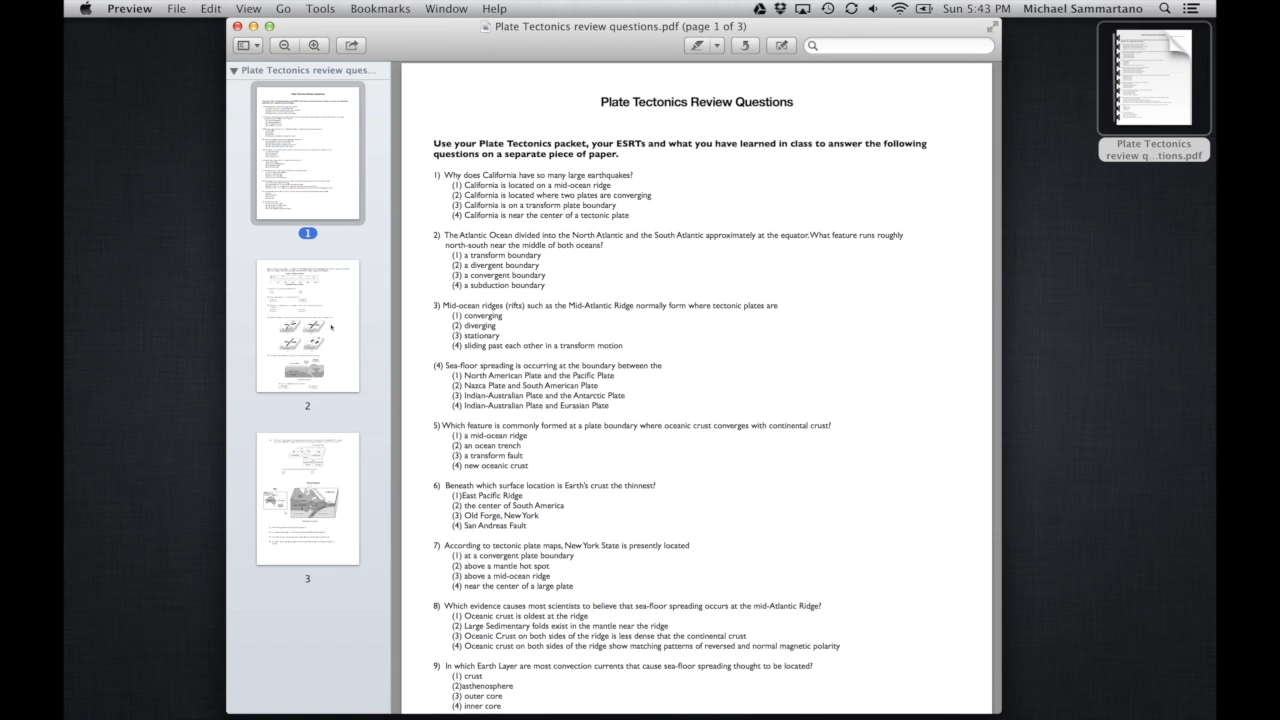 Preview File Edit View Go Tools Bookmarks Window Help Sun 5:43 PM Michael Sammartano
Plate Tectonics review questions.pdf (page 1 of 3)
Plate Tectonics review ques...
1
2
3
Plate Tectonics Review Questions
Use your Plate Tectonics packet, your ESRTs and what you have learned in class to answer the following
questions on a separate piece of paper.
1) Why does California have so many large earthquakes?
(1) California is located on a mid-ocean ridge
(2) California is located where two plates are converging
(3) California is on a transform plate boundary
(4) California is near the center of a tectonic plate
2) The Atlantic Ocean divided into the North Atlantic and the South Atlantic approximately at the equator. What feature runs roughly
north-south near the middle of both oceans?
(1) a transform boundary
(2) a divergent boundary
(3) a convergent boundary
(4) a subduction boundary
3) Mid-ocean ridges (rifts) such as the Mid-Atlantic Ridge normally form where tectonic plates are
(1) converging
(2) diverging
(3) stationary
(4) sliding past each other in a transform motion
(4) Sea-floor spreading is occurring at the boundary between the
(1) North American Plate and the Pacific Plate
(2) Nazca Plate and South American Plate
(3) Indian-Australian Plate and the Antarctic Plate
(4) Indian-Australian Plate and Eurasian Plate
5) Which feature is commonly formed at a plate boundary where oceanic crust converges with continental crust?
(1) a mid-ocean ridge
(2) an ocean trench
(3) a transform fault
(4) new oceanic crust
6) Beneath which surface location is Earth's crust the thinnest?
(1)East Pacific Ridge
(2) the center of South America
(3) Old Forge, New York
(4) San Andreas Fault
7) According to tectonic plate maps, New York State is presently located
(1) at a convergent plate boundary
(2) above a mantle hot spot
(3) above a mid-ocean ridge
(4) near the center of a large plate
8) Which evidence causes most scientists to believe that sea-floor spreading occurs at the mid-Atlantic Ridge?
(1) Oceanic crust is oldest at the ridge
(2) Large Sedimentary folds exist in the mantle near the ridge
(3) Oceanic Crust on both sides of the ridge is less dense that the continental crust
(4) Oceanic crust on both sides of the ridge show matching patterns of reversed and normal magnetic polarity
9) In which Earth Layer are most convection currents that cause sea-floor spreading thought to be located?
(1) crust
(2)asthenosphere
(3) outer core
(4) inner core
Plate Tectonics
review q...tions.pdf